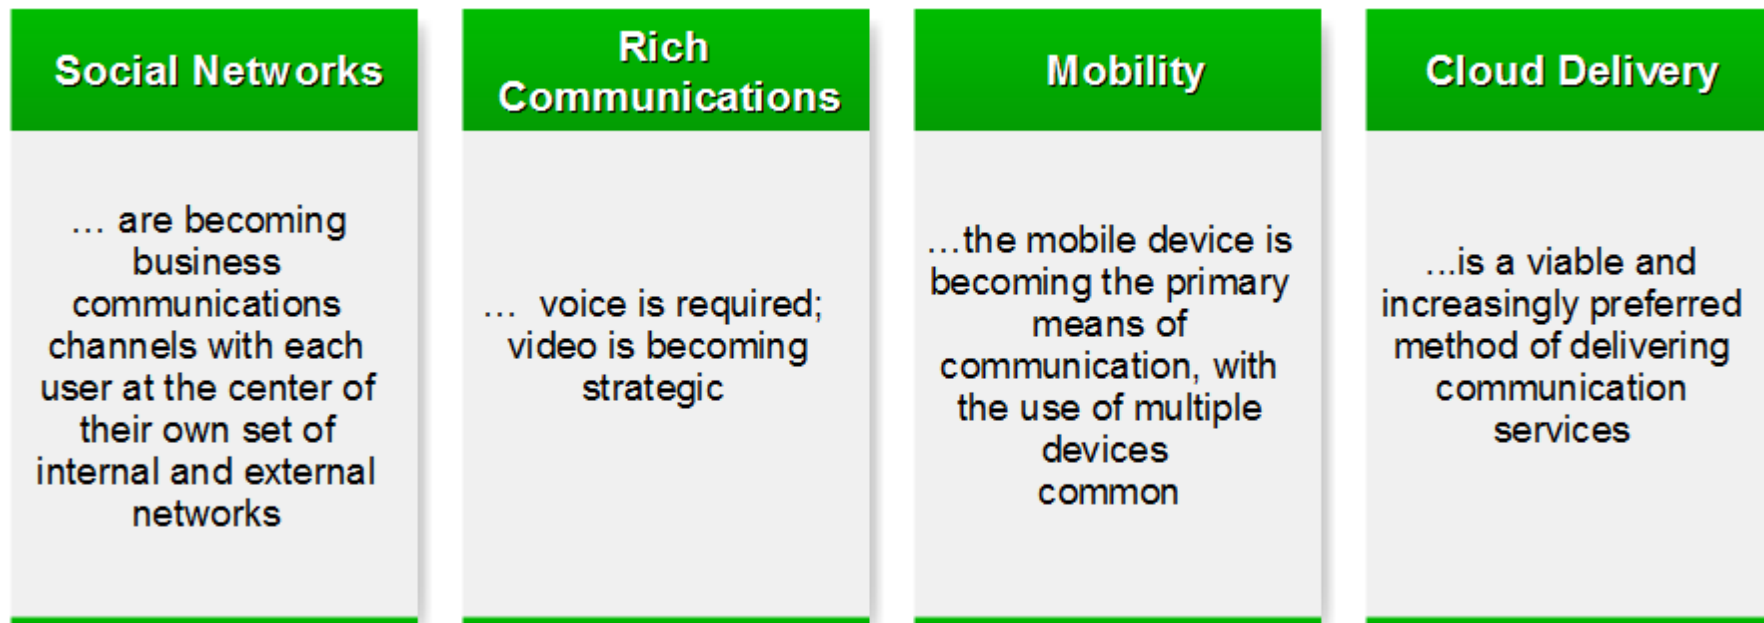 Social Networks
… are becoming
business
communications
channels with each
user at the center of
their own set of
internal and external
networks
Rich
Communications
… voice is required;
video is becoming
strategic
Mobility
…the mobile device is
becoming the primary
means of
communication, with
the use of multiple
devices
common
Cloud Delivery
...is a viable and
increasingly preferred
method of delivering
communication
services